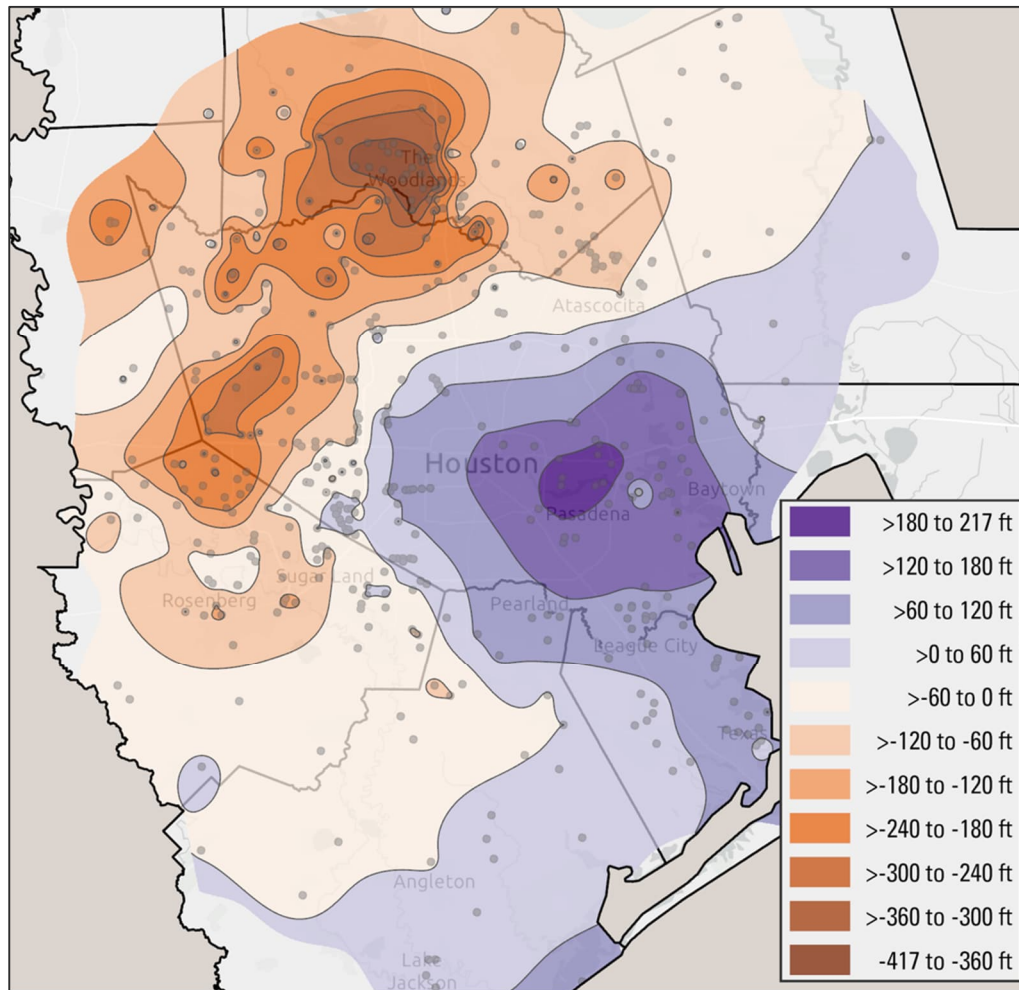 The
Woodlands
Atascocita
Houston
Baytown
Pasadena
Sugar Land
Rosenberg
Pearland
League City
Texas
Angleton
Lake
Jackson
>180 to 217 ft
>120 to 180 ft
>60 to 120 ft
>0 to 60 ft
>-60 to 0 ft
>-120 to -60 ft
>-180 to -120 ft
>-240 to -180 ft
>-300 to -240 ft
>-360 to -300 ft
-417 to -360 ft